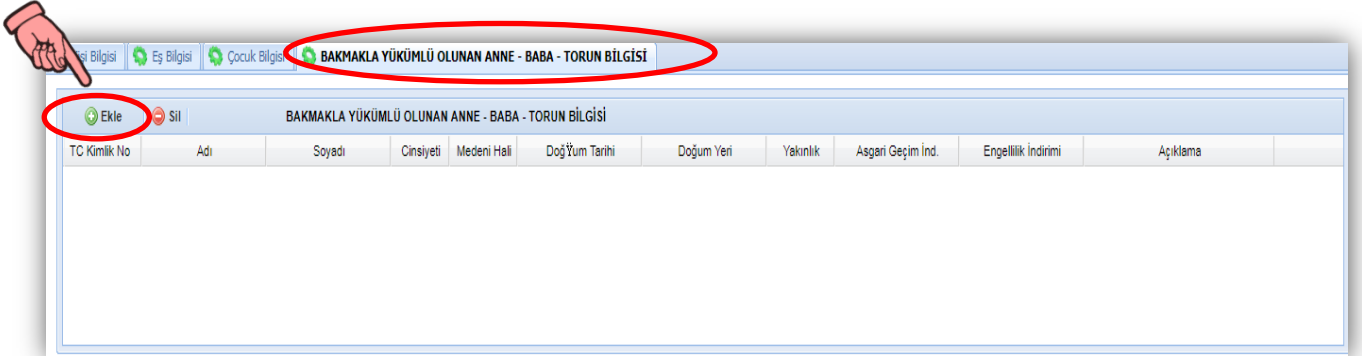 şi Bilgisi Eş Bilgisi Çocuk Bilgisi BAKMAKLA YÜKÜMLÜ OLUNAN ANNE - BABA - TORUN BİLGİSİ
Ekle Sil BAKMAKLA YÜKÜMLÜ OLUNAN ANNE - BABA - TORUN BİLGİSİ
TC Kimlik No Adı Soyadı Cinsiyeti Medeni Hali DoğŸum Tarihi Doğum Yeri Yakınlık Asgari Geçim İnd. Engellilik İndirimi Açıklama